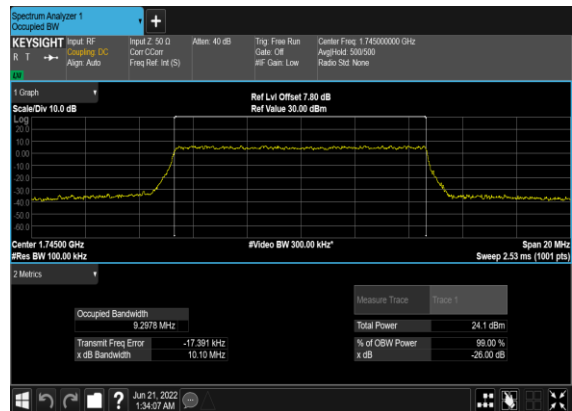 Spectrum Analyzer 1
Occupied BW
+
KEYSIGHT Input: RF Input Z: 50 Ω Atten: 40 dB Trig: Free Run Center Freq: 1.745000000 GHz
R T Coupling: DC Corr CCorr Gate: Off Avg|Hold: 500/500
Align: Auto Freq Ref: Int (S) #IF Gain: Low Radio Std: None
LW
1 Graph Ref Lvl Offset 7.80 dB
Scale/Div 10.0 dB Ref Value 30.00 dBm
Log
20.0
10.0
0.00
-10.0
-20.0
-30.0
-40.0
-50.0
-60.0
Center 1.74500 GHz #Video BW 300.00 kHz* Span 20 MHz
#Res BW 100.00 kHz Sweep 2.53 ms (1001 pts)
2 Metrics
Measure Trace Trace 1
Occupied Bandwidth
9.2978 MHz Total Power 24.1 dBm
Transmit Freq Error -17.391 kHz % of OBW Power 99.00 %
x dB Bandwidth 10.10 MHz x dB -26.00 dB
? Jun 21, 2022
1:34:07 AM